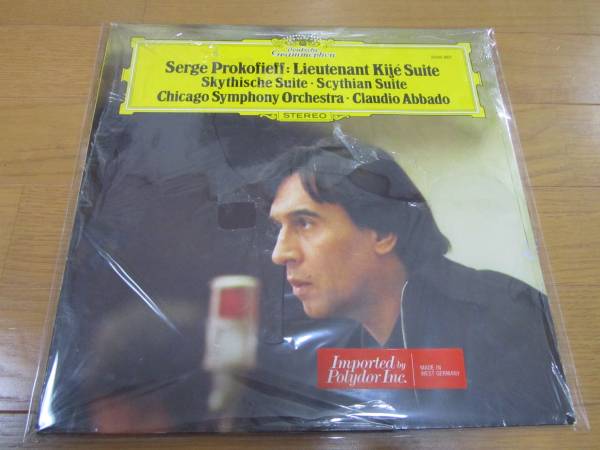 Deutsche
Grammophon
Serge Prokofieff: Lieutenant Kijé Suite
Skythische Suite · Scythian Suite
Chicago Symphony Orchestra · Claudio Abbado
STEREO
Imported by
Polydor Inc.
MADE IN
WEST GERMANY